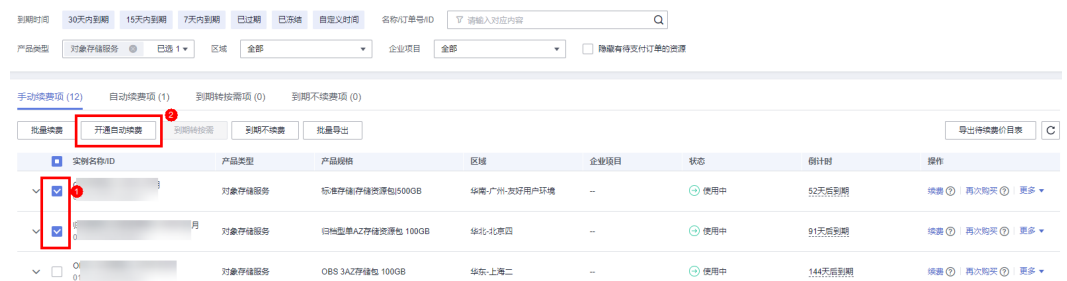 到期时间 30天内到期 15天内到期 7天内到期 已过期 已冻结 自定义时间 名称/订单号/ID 请输入对应内容
产品类型 对象存储服务 已选 1 区域 全部 企业项目 全部 隐藏有待支付订单的资源
手动续费项 (12) 自动续费项 (1) 到期转按需项 (0) 到期不续费项 (0)
2
批量续费 开通自动续费 到期转按需 到期不续费 批量导出 导出待续费价目表
实例名称/ID 产品类型 产品规格 区域 企业项目 状态 倒计时 操作
1 对象存储服务 标准存储|存储资源包|500GB 华南-广州-友好用户环境 -- 使用中 52天后到期 续费 再次购买 更多
月
0 对象存储服务 归档型单AZ存储资源包 100GB 华北-北京四 -- 使用中 91天后到期 续费 再次购买 更多
01 对象存储服务 OBS 3AZ存储包 100GB 华东-上海二 -- 使用中 144天后到期 续费 再次购买 更多